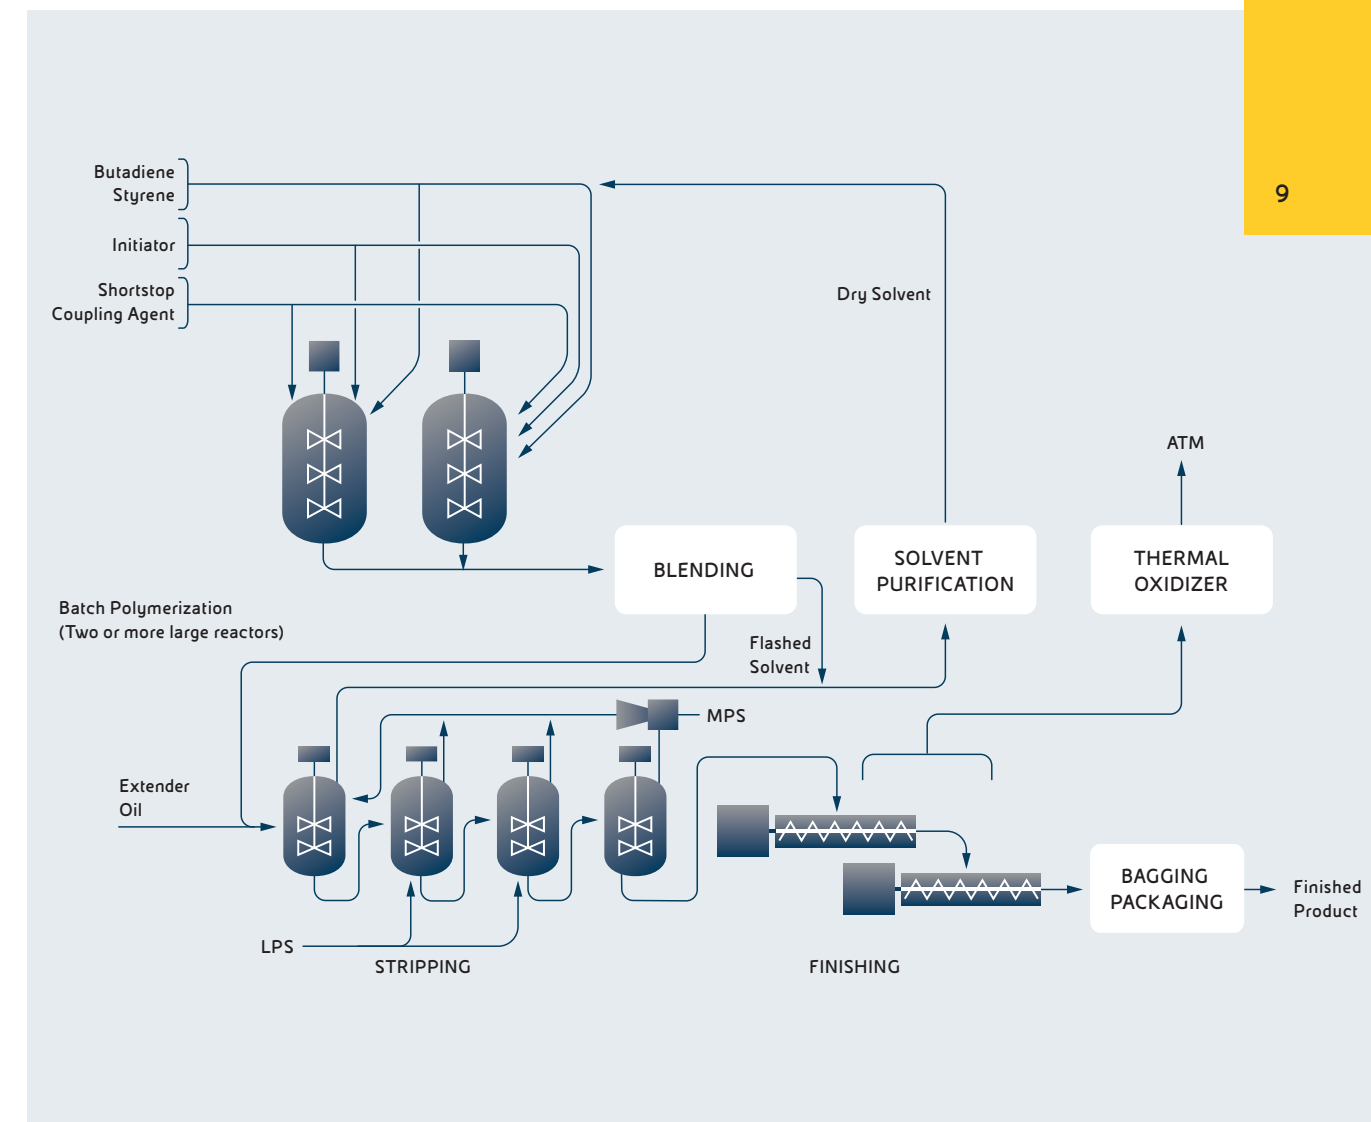 9
Butadiene
Styrene
Initiator
Shortstop
Coupling Agent
Dry Solvent
ATM
BLENDING
SOLVENT
PURIFICATION
THERMAL
OXIDIZER
Batch Polymerization
(Two or more large reactors)
Flashed
Solvent
MPS
Extender
Oil
BAGGING
PACKAGING
Finished
Product
LPS
STRIPPING
FINISHING